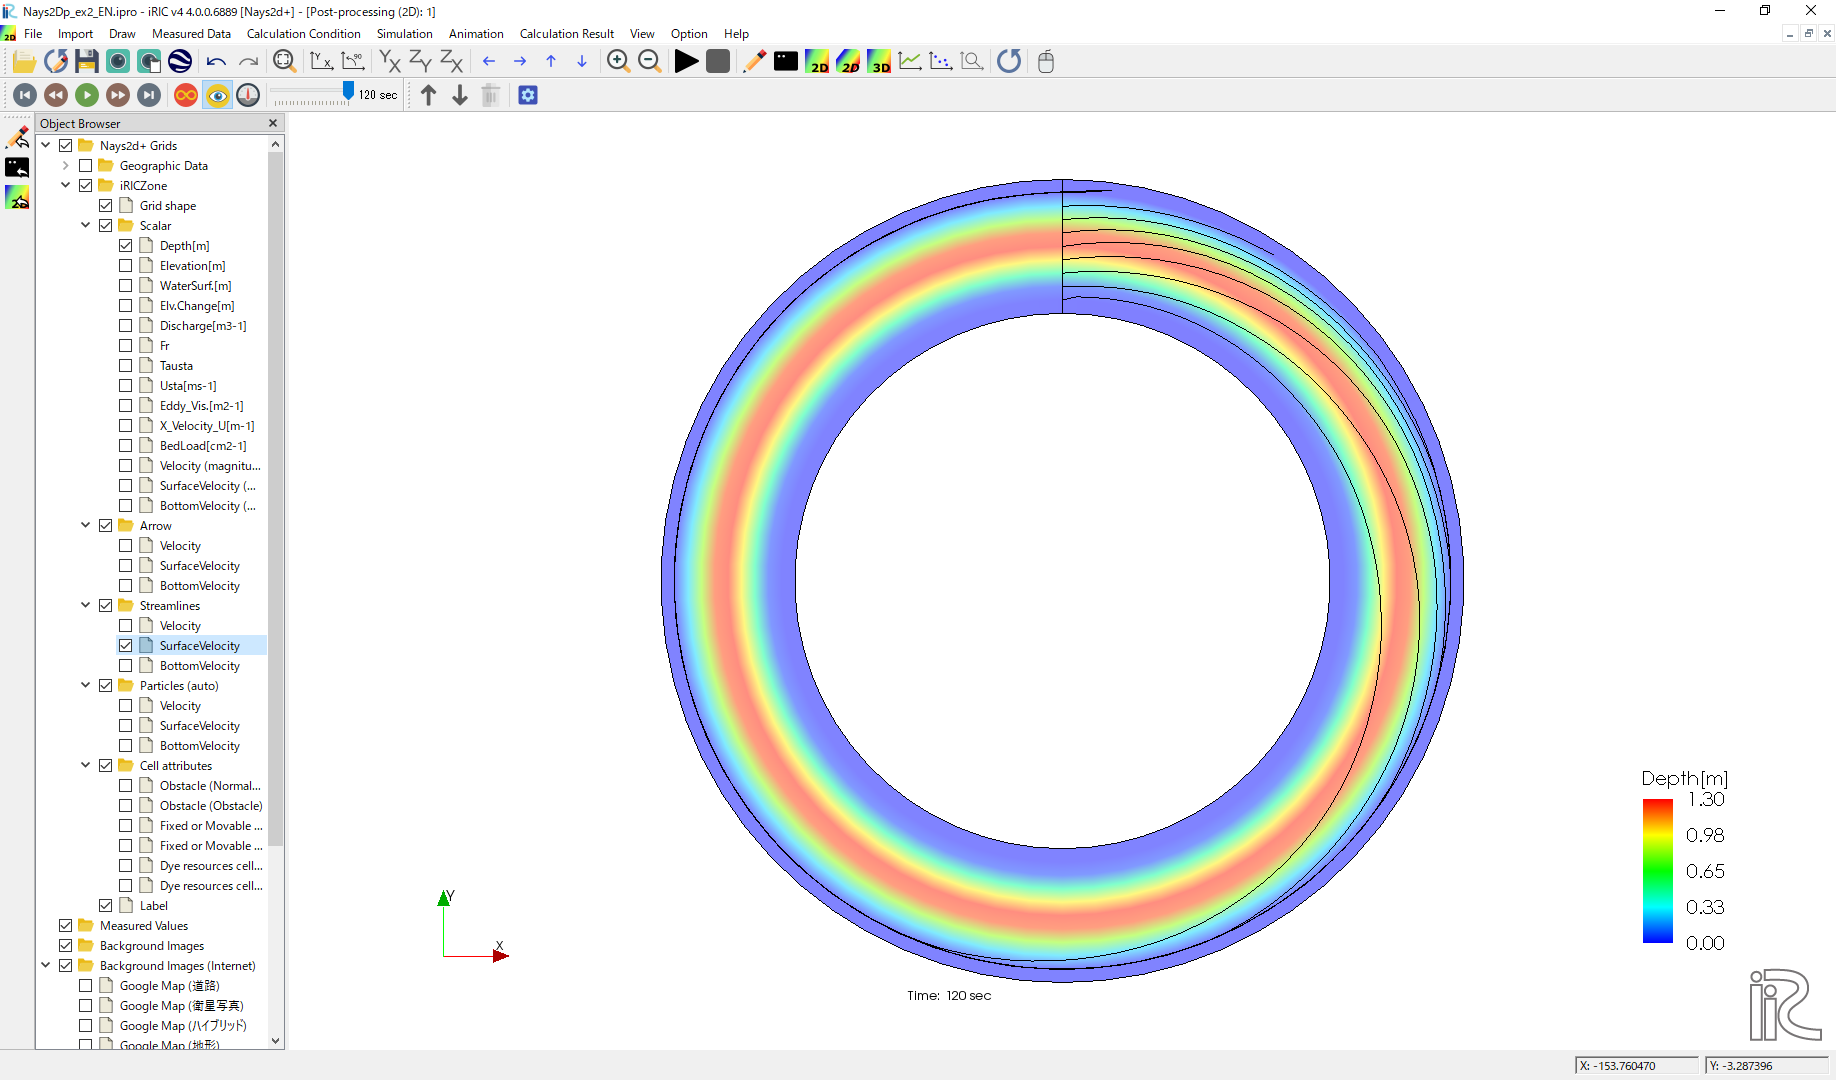 Nays2Dp_ex2_EN.ipro - iRIC v4 4.0.0.6889 [Nays2d+] - [Post-processing (2D): 1]
File Import Draw Measured Data Calculation Condition Simulation Animation Calculation Result View Option Help
120 sec
Object Browser
Nays2d+ Grids
Geographic Data
iRICZone
Grid shape
Scalar
Depth[m]
Elevation[m]
WaterSurf.[m]
Elv.Change[m]
Discharge[m3-1]
Fr
Tausta
Usta[ms-1]
Eddy_Vis.[m2-1]
X_Velocity_U[m-1]
BedLoad[cm2-1]
Velocity (magnitu...
SurfaceVelocity (...
BottomVelocity (...
Arrow
Velocity
SurfaceVelocity
BottomVelocity
Streamlines
Velocity
SurfaceVelocity
BottomVelocity
Particles (auto)
Velocity
SurfaceVelocity
BottomVelocity
Cell attributes
Obstacle (Normal...
Obstacle (Obstacle)
Fixed or Movable ...
Fixed or Movable ...
Dye resources cell...
Dye resources cell...
Label
Measured Values
Background Images
Background Images (Internet)
Google Map (道路)
Google Map (衛星写真)
Google Map (ハイブリッド)
Google Map (地形)
Y
X
Time: 120 sec
Depth[m]
1.30
0.98
0.65
0.33
0.00
iRIC
X: -153.760470
Y: -3.287396